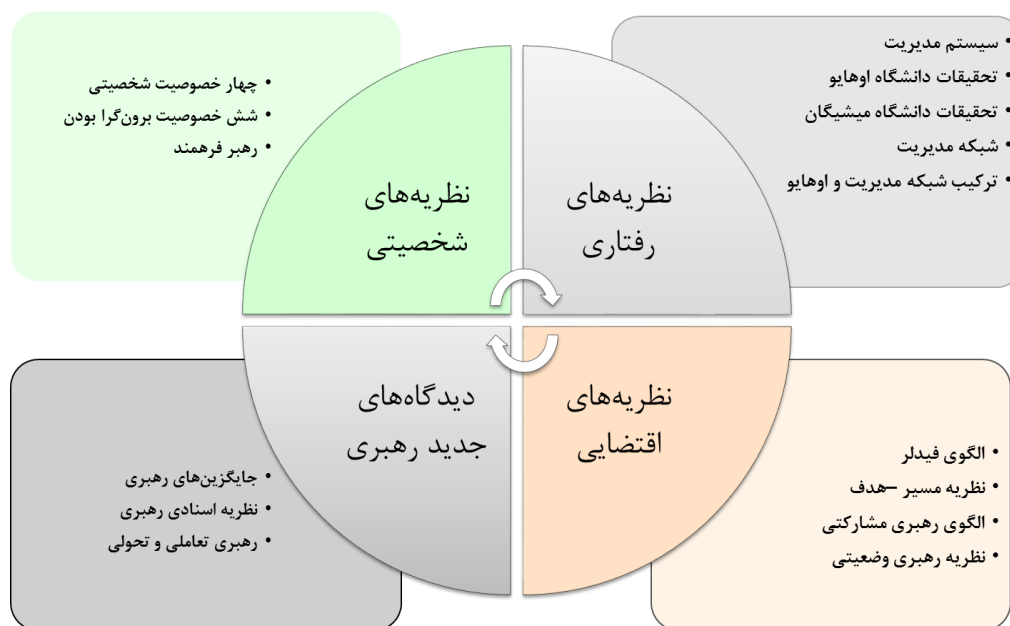 نظریه‌های
شخصیتی
• چهار خصوصیت شخصیتی
• شش خصوصیت برون‌گرا بودن
• رهبر فرهمند
نظریه‌های
رفتاری
• سیستم مدیریت
• تحقیقات دانشگاه اوهایو
• تحقیقات دانشگاه میشیگان
• شبکه مدیریت
• ترکیب شبکه مدیریت و اوهایو
نظریه‌های
اقتضایی
• الگوی فیدلر
• نظریه مسیر –هدف
• الگوی رهبری مشارکتی
• نظریه رهبری وضعیتی
دیدگاه‌های
جدید رهبری
• جایگزین‌های رهبری
• نظریه اسنادی رهبری
• رهبری تعاملی و تحولی